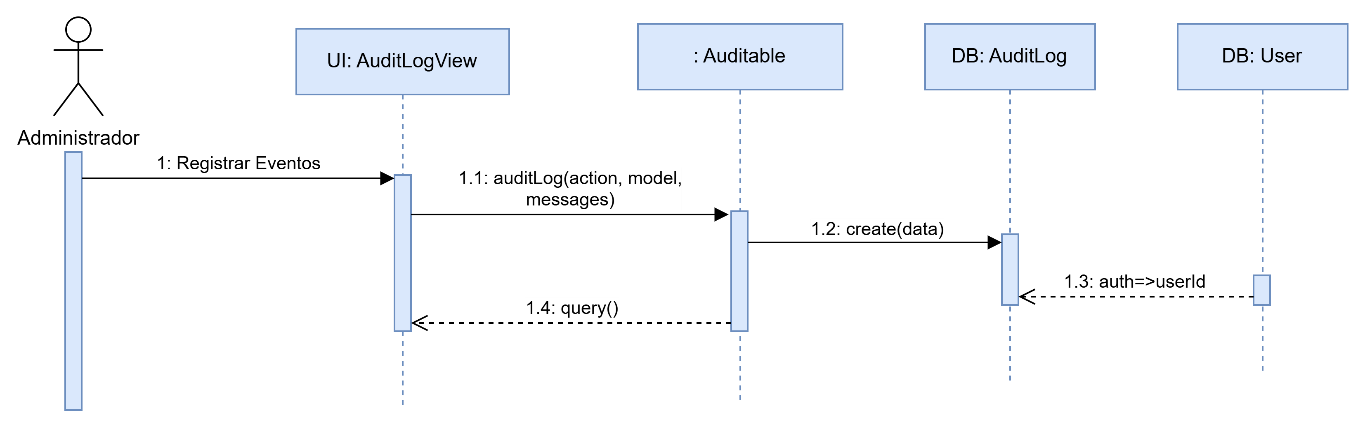 UI: AuditLogView
: Auditable
DB: AuditLog
DB: User
Administrador
1: Registrar Eventos
1.1: auditLog(action, model,
messages)
1.2: create(data)
1.3: auth=>userId
1.4: query()